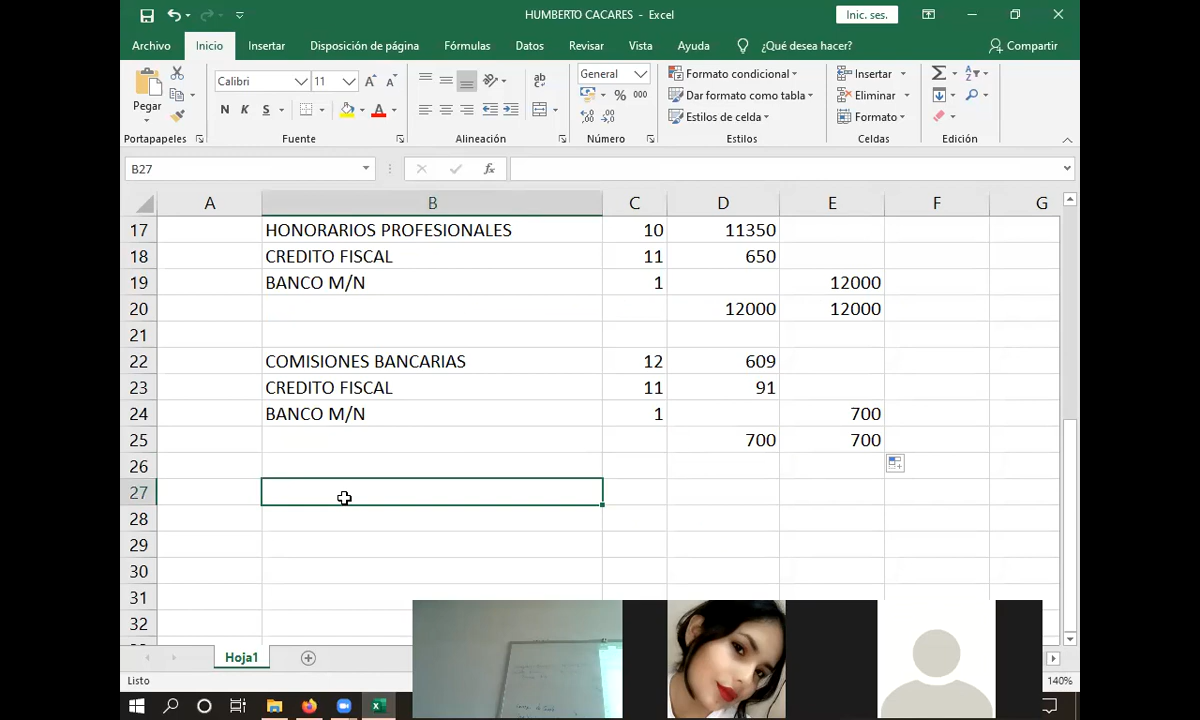 HUMBERTO CACARES - Excel
Inic. ses.
Archivo Inicio Insertar Disposición de página Fórmulas Datos Revisar Vista Ayuda ¿Qué desea hacer? Compartir
Pegar
Calibri 11
N K S
General
% 000
Formato condicional
Dar formato como tabla
Estilos de celda
Insertar
Eliminar
Formato
Portapapeles Fuente Alineación Número Estilos Celdas Edición
B27 fx
A B C D E F G
17 HONORARIOS PROFESIONALES 10 11350
18 CREDITO FISCAL 11 650
19 BANCO M/N 1 12000
20 12000 12000
21
22 COMISIONES BANCARIAS 12 609
23 CREDITO FISCAL 11 91
24 BANCO M/N 1 700
25 700 700
26
27
28
29
30
31
32
Hoja1
Listo 140%